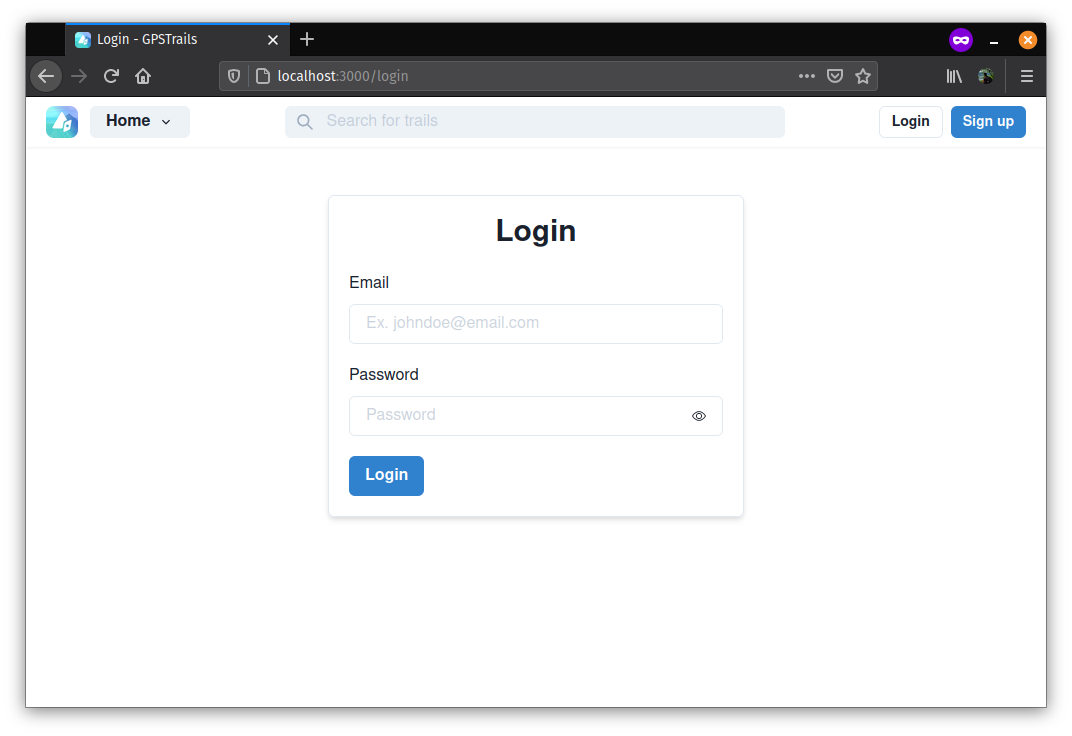 Login - GPSTrails
localhost:3000/login
Home
Search for trails
Login
Sign up
Login
Email
Ex. johndoe@email.com
Password
Password
Login